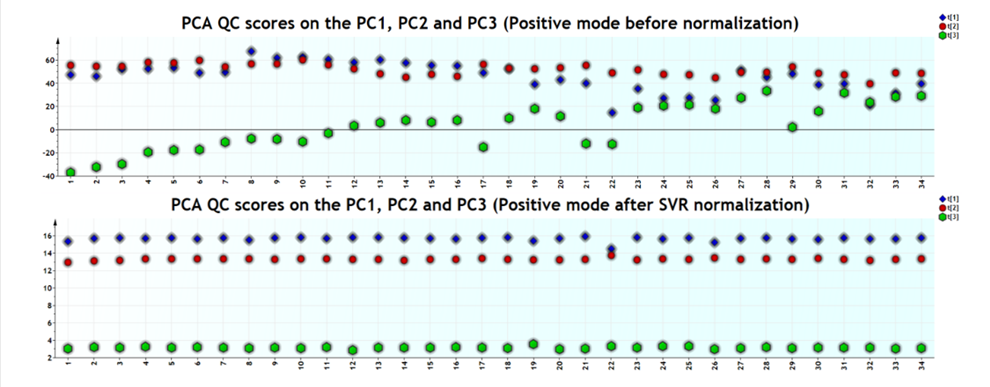 PCA QC scores on the PC1, PC2 and PC3 (Positive mode before normalization)
t[1]
t[2]
t[3]
60
40
20
0
-20
-40
1 2 3 4 5 6 7 8 9 10 11 12 13 14 15 16 17 18 19 20 21 22 23 24 25 26 27 28 29 30 31 32 33 34
PCA QC scores on the PC1, PC2 and PC3 (Positive mode after SVR normalization)
t[1]
t[2]
t[3]
16
14
12
10
8
6
4
2
1 2 3 4 5 6 7 8 9 10 11 12 13 14 15 16 17 18 19 20 21 22 23 24 25 26 27 28 29 30 31 32 33 34